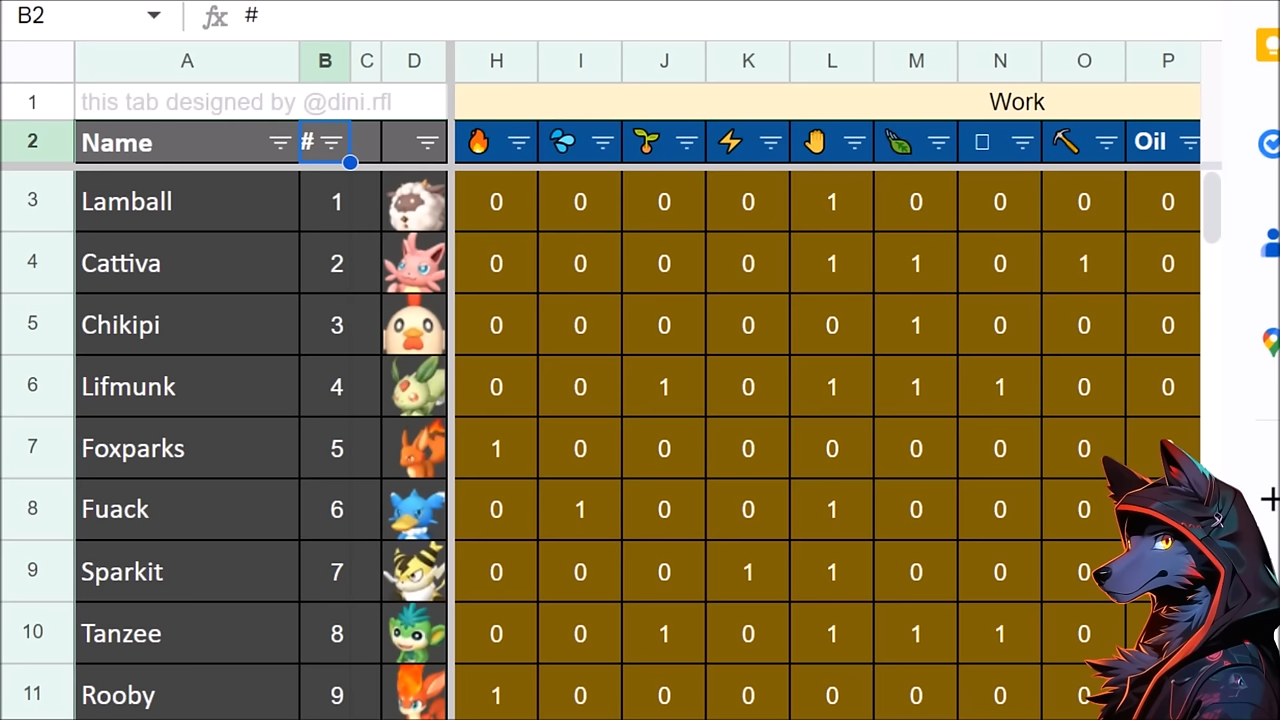 B2 fx #
A B C D H I J K L M N O P
1 this tab designed by @dini.rfl Work
2 Name # Oil
3 Lamball 1 0 0 0 0 1 0 0 0 0
4 Cattiva 2 0 0 0 0 1 1 0 1 0
5 Chikipi 3 0 0 0 0 0 1 0 0 0
6 Lifmunk 4 0 0 1 0 1 1 1 0 0
7 Foxparks 5 1 0 0 0 0 0 0 0
8 Fuack 6 0 1 0 0 1 0 0 0
9 Sparkit 7 0 0 0 1 1 0 0 0
10 Tanzee 8 0 0 1 0 1 1 1 0
11 Rooby 9 1 0 0 0 0 0 0 0